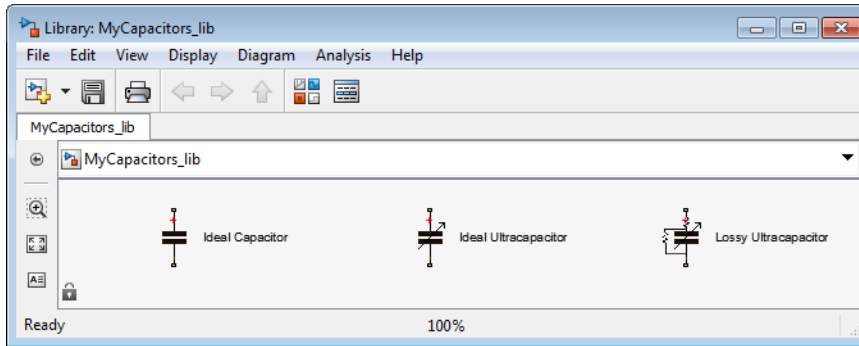 Library: MyCapacitors_lib
File Edit View Display Diagram Analysis Help
MyCapacitors_lib
MyCapacitors_lib
Ideal Capacitor
Ideal Ultracapacitor
Lossy Ultracapacitor
Ready
100%